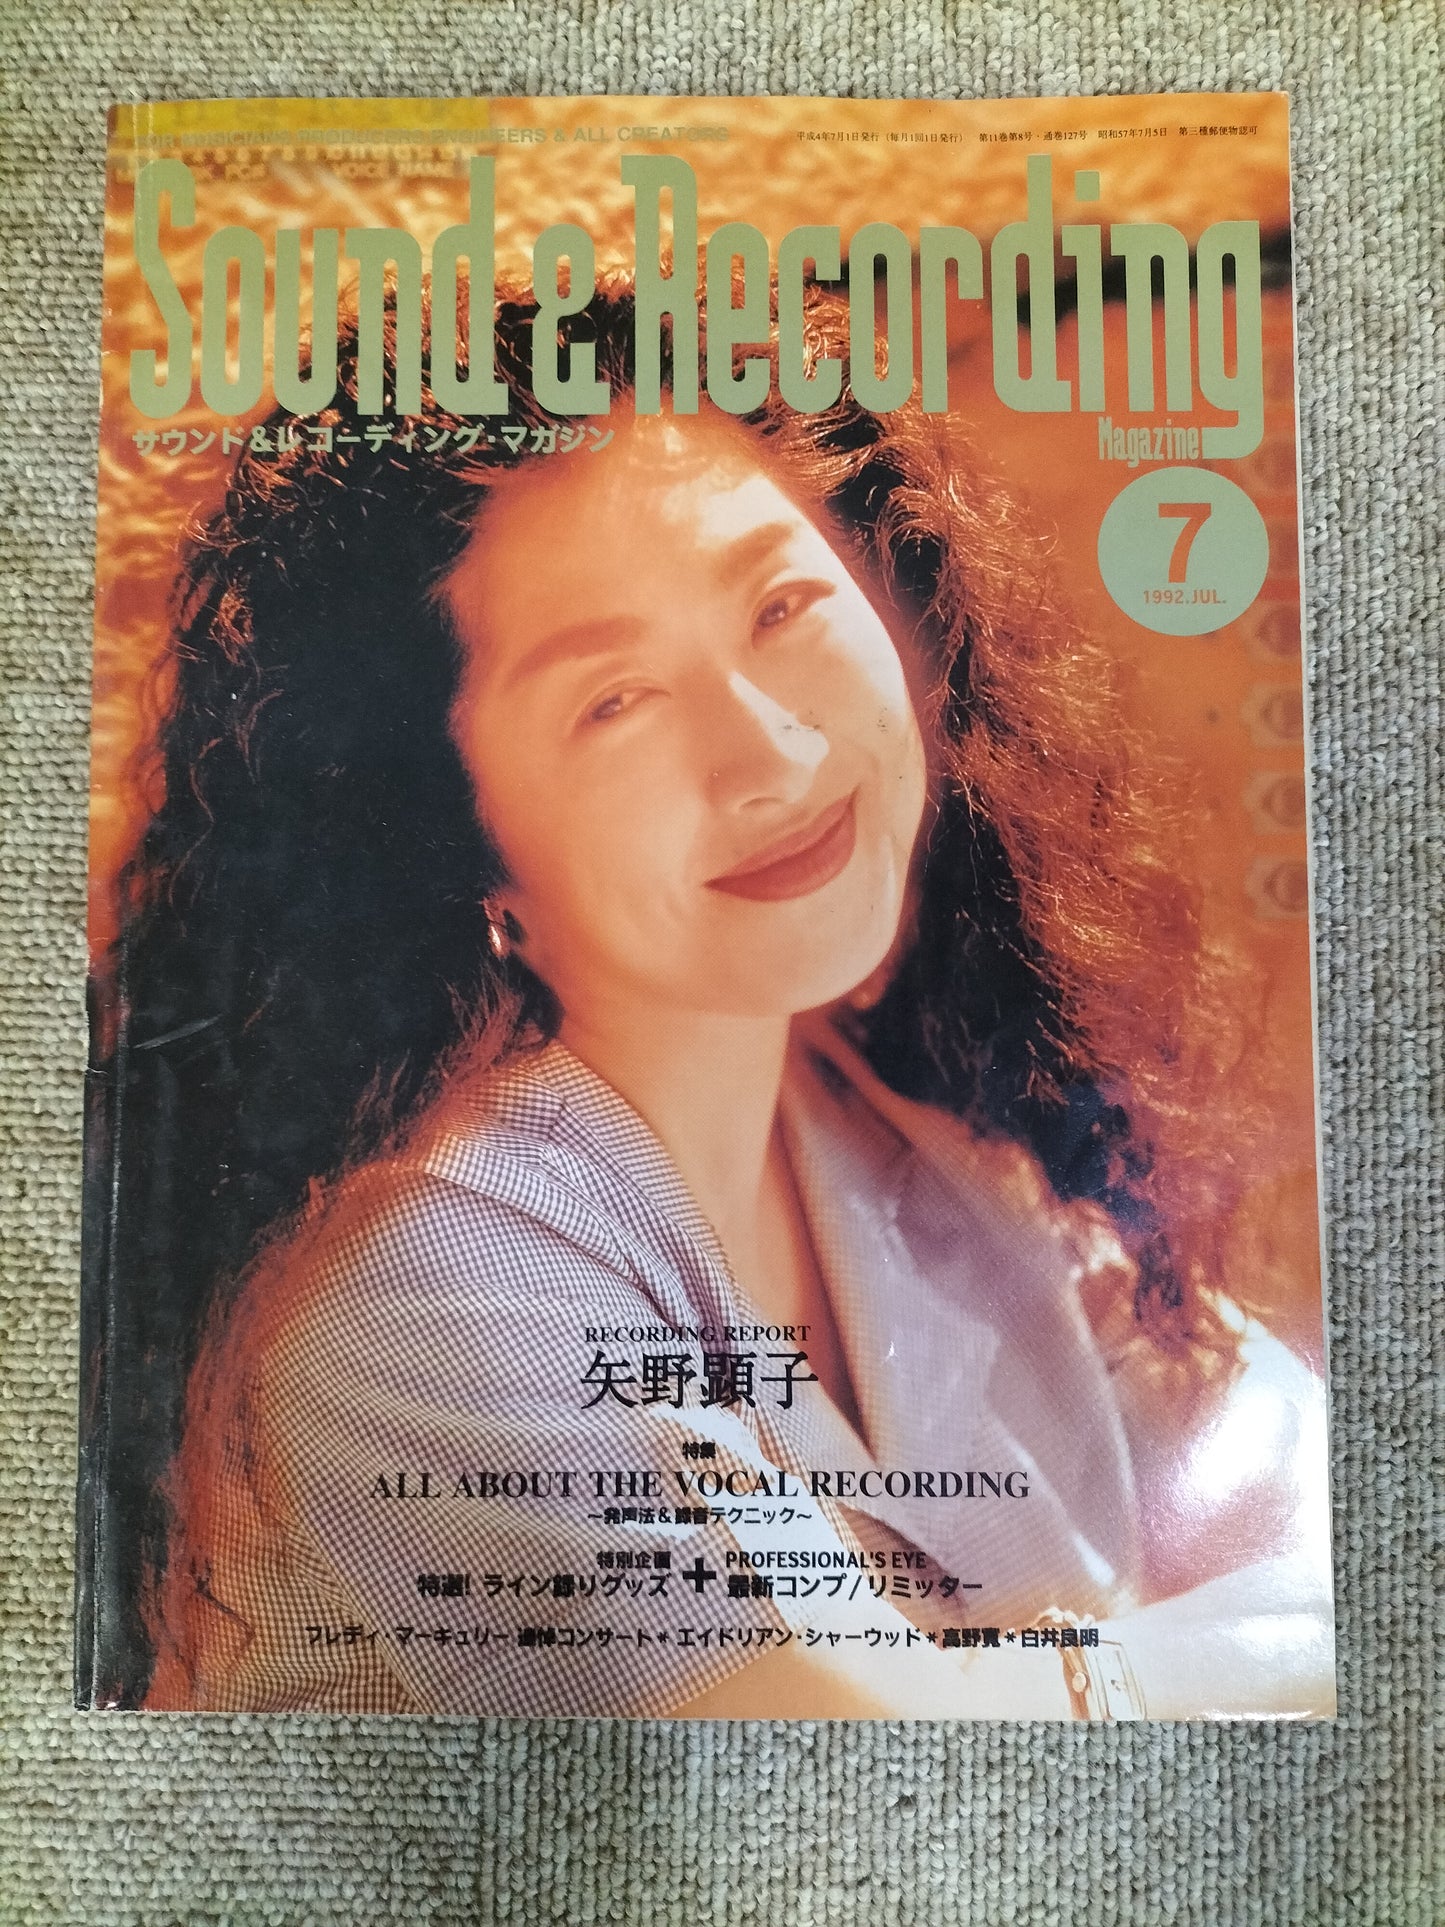 FOR MUSICIANS PRODUCERS ENGINEERS & ALL CREATORS
平成4年7月1日発行(毎月1回1日発行) 第11巻第8号・通巻127号 昭和57年7月5日 第三種郵便物認可
VOICE NAME
Sound & Recording
Magazine
サウンド&レコーディング・マガジン
7
1992.JUL.
RECORDING REPORT
矢野顕子
特集
ALL ABOUT THE VOCAL RECORDING
~発声法&録音テクニック~
特別企画
特選! ライン録りグッズ
+
PROFESSIONAL'S EYE
最新コンプ/リミッター
フレディ・マーキュリー追悼コンサート*エイドリアン・シャーウッド*高野寛*白井良明